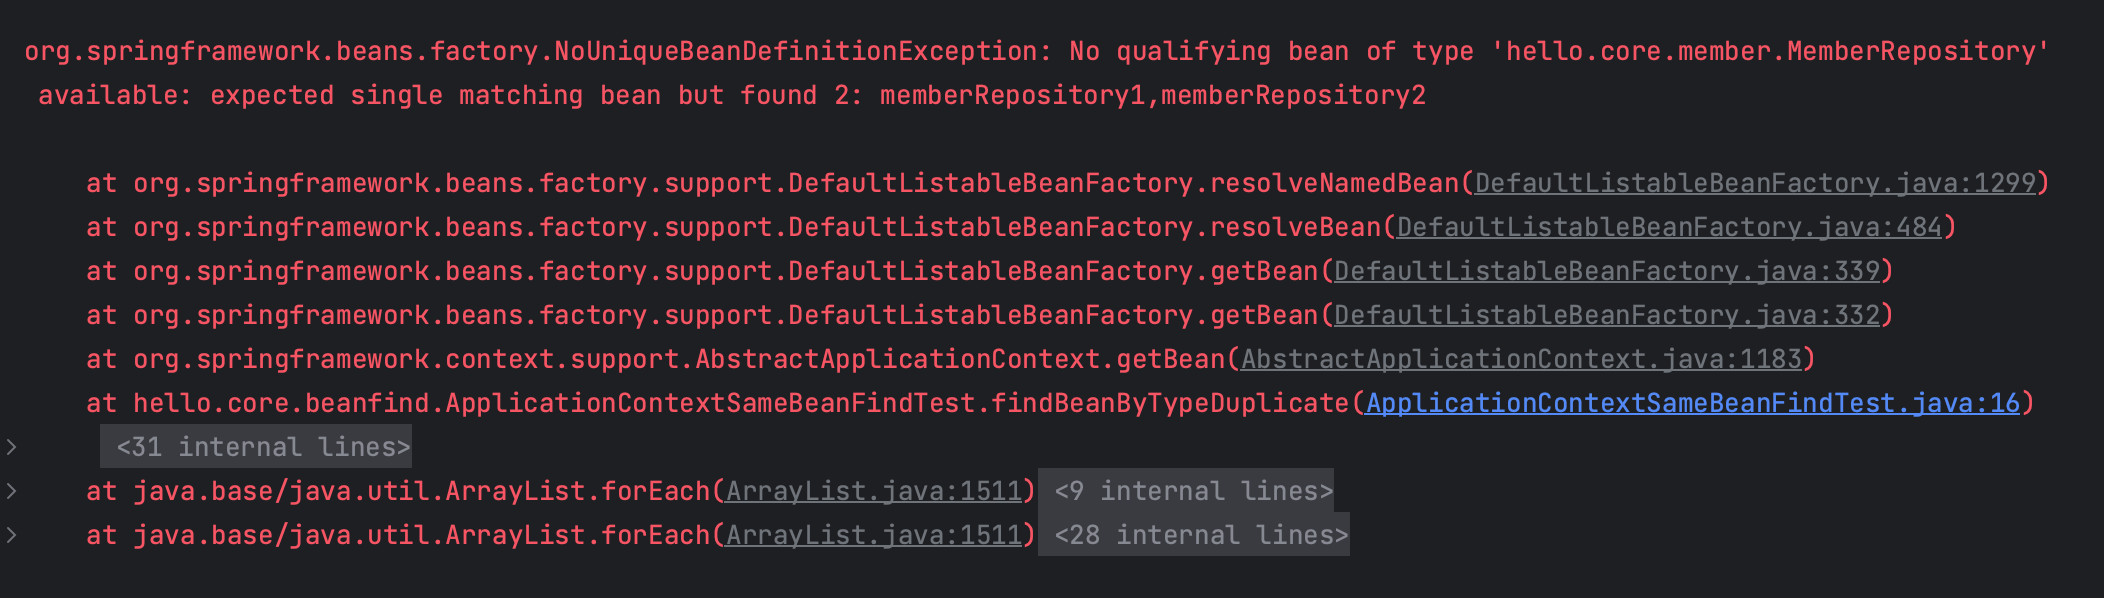 org.springframework.beans.factory.NoUniqueBeanDefinitionException: No qualifying bean of type 'hello.core.member.MemberRepository'
available: expected single matching bean but found 2: memberRepository1,memberRepository2
at org.springframework.beans.factory.support.DefaultListableBeanFactory.resolveNamedBean(DefaultListableBeanFactory.java:1299)
at org.springframework.beans.factory.support.DefaultListableBeanFactory.resolveBean(DefaultListableBeanFactory.java:484)
at org.springframework.beans.factory.support.DefaultListableBeanFactory.getBean(DefaultListableBeanFactory.java:339)
at org.springframework.beans.factory.support.DefaultListableBeanFactory.getBean(DefaultListableBeanFactory.java:332)
at org.springframework.context.support.AbstractApplicationContext.getBean(AbstractApplicationContext.java:1183)
at hello.core.beanfind.ApplicationContextSameBeanFindTest.findBeanByTypeDuplicate(ApplicationContextSameBeanFindTest.java:16)
<31 internal lines>
at java.base/java.util.ArrayList.forEach(ArrayList.java:1511) <9 internal lines>
at java.base/java.util.ArrayList.forEach(ArrayList.java:1511) <28 internal lines>